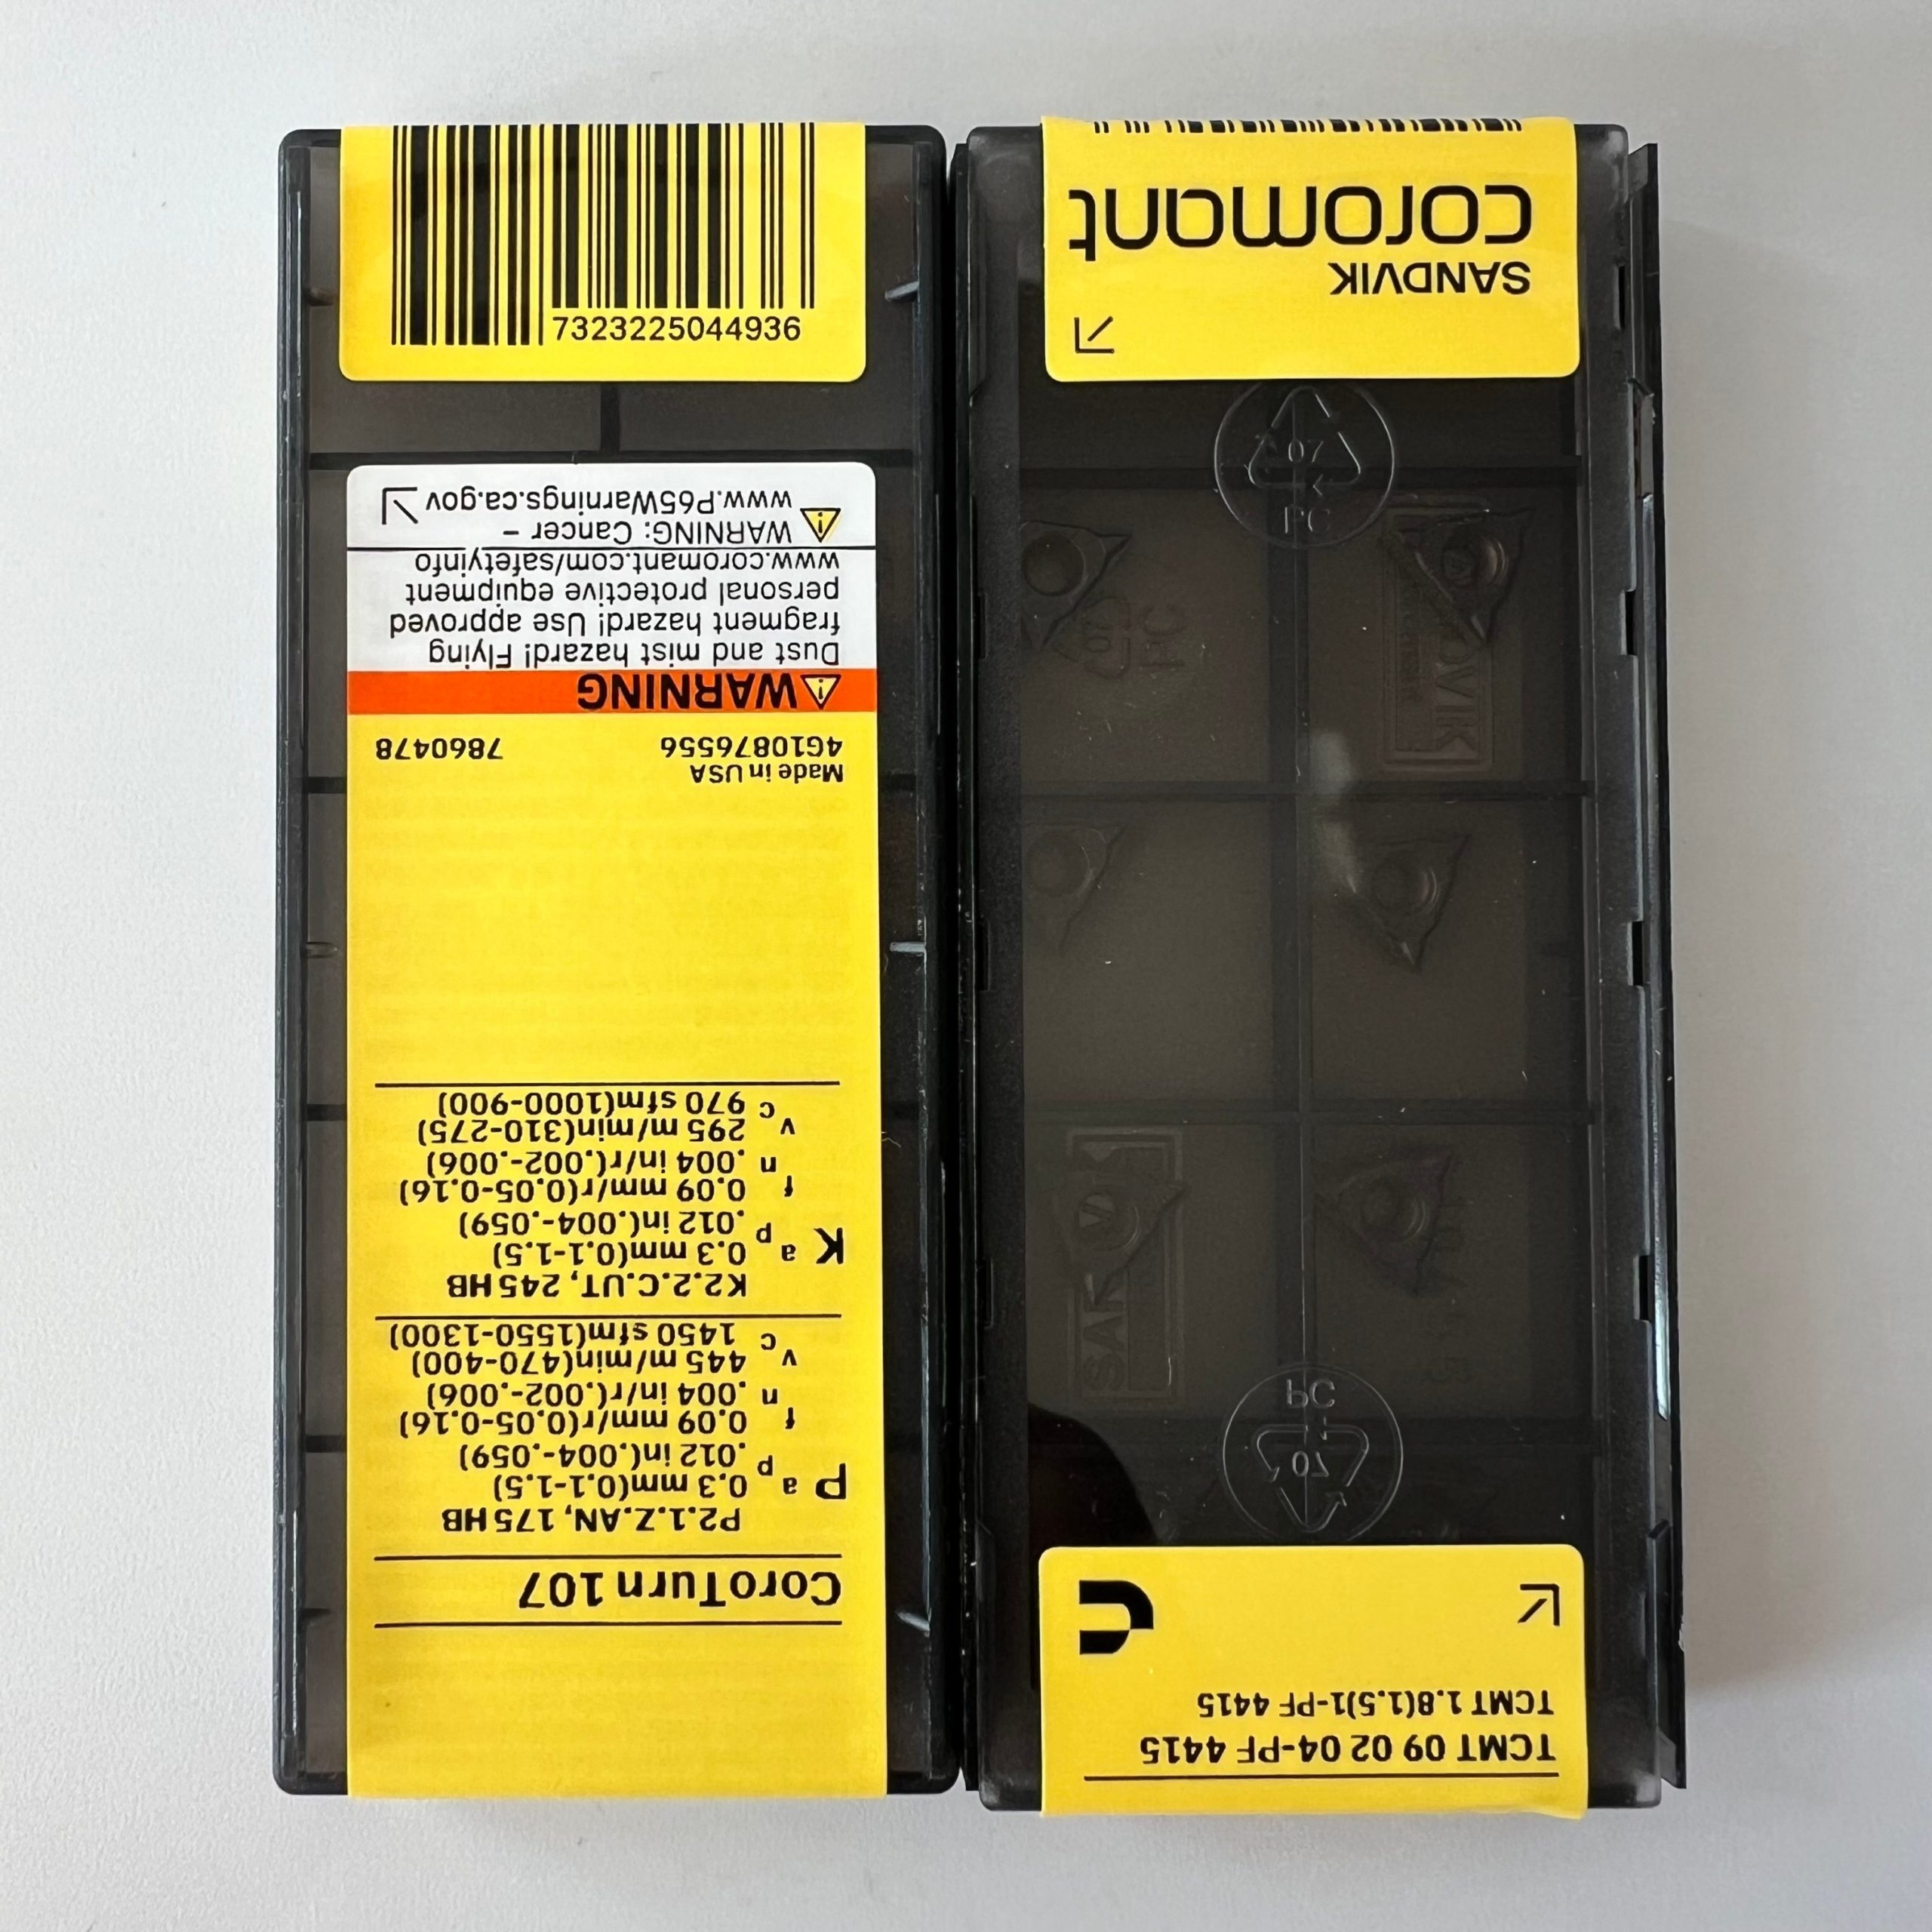 7323225044936
CoroTurn 107
P2.1.Z.AN, 175 HB
P ap 0.3 mm(0.1-1.5)
.012 in(.004-.059)
f 0.09 mm/r(0.05-0.16)
n .004 in/r(.002-.006)
vc 445 m/min(470-400)
1450 sfm(1550-1300)
K2.2.C.UT, 245 HB
K ap 0.3 mm(0.1-1.5)
.012 in(.004-.059)
f 0.09 mm/r(0.05-0.16)
n .004 in/r(.002-.006)
vc 295 m/min(310-275)
970 sfm(1000-900)
Made in USA
4G10876556 7860478
WARNING
Dust and mist hazard! Flying
fragment hazard! Use approved
personal protective equipment
www.coromant.com/safetyinfo
WARNING: Cancer –
www.P65Warnings.ca.gov
TCMT 09 02 04-PF 4415
TCMT 1.8(1.5)1-PF 4415
07
PC
07
PC
SANDVIK
coromant